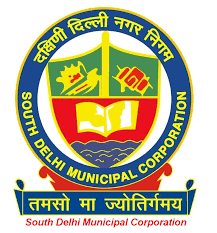 दक्षिणी दिल्ली नगर निगम
SOUTH DELHI MUNICIPAL CORPORATION
तमसो मा ज्योतिर्गमय
South Delhi Municipal Corporation